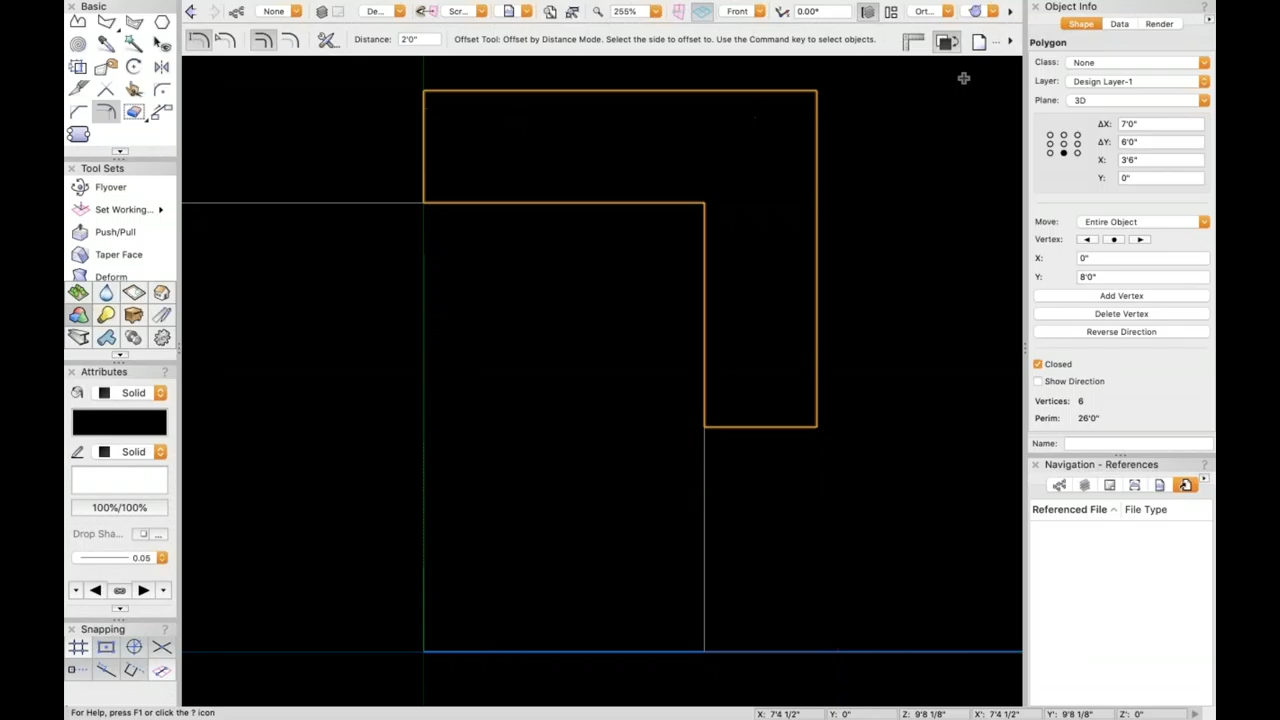 Basic
None
De...
Scr...
255%
Front
0.00°
Ort...
Distance:
2'0"
Offset Tool: Offset by Distance Mode. Select the side to offset to. Use the Command key to select objects.
...
Tool Sets
Flyover
Set Working...
Push/Pull
Taper Face
Deform
Attributes
?
Solid
Solid
100%/100%
Drop Sha...
...
0.05
Snapping
?
For Help, press F1 or click the ? icon
X: 7'4 1/2"
Y: 0"
Z: 9'8 1/8"
X': 7'4 1/2"
Y': 9'8 1/8"
Z': 0"
Object Info
?
Shape
Data
Render
Polygon
Class:
None
Layer:
Design Layer-1
Plane:
3D
ΔX:
7'0"
ΔY:
6'0"
X:
3'6"
Y:
0"
Move:
Entire Object
Vertex:
X:
0"
Y:
8'0"
Add Vertex
Delete Vertex
Reverse Direction
Closed
Show Direction
Vertices: 6
Perim: 26'0"
Name:
Navigation - References
?
Referenced File
File Type